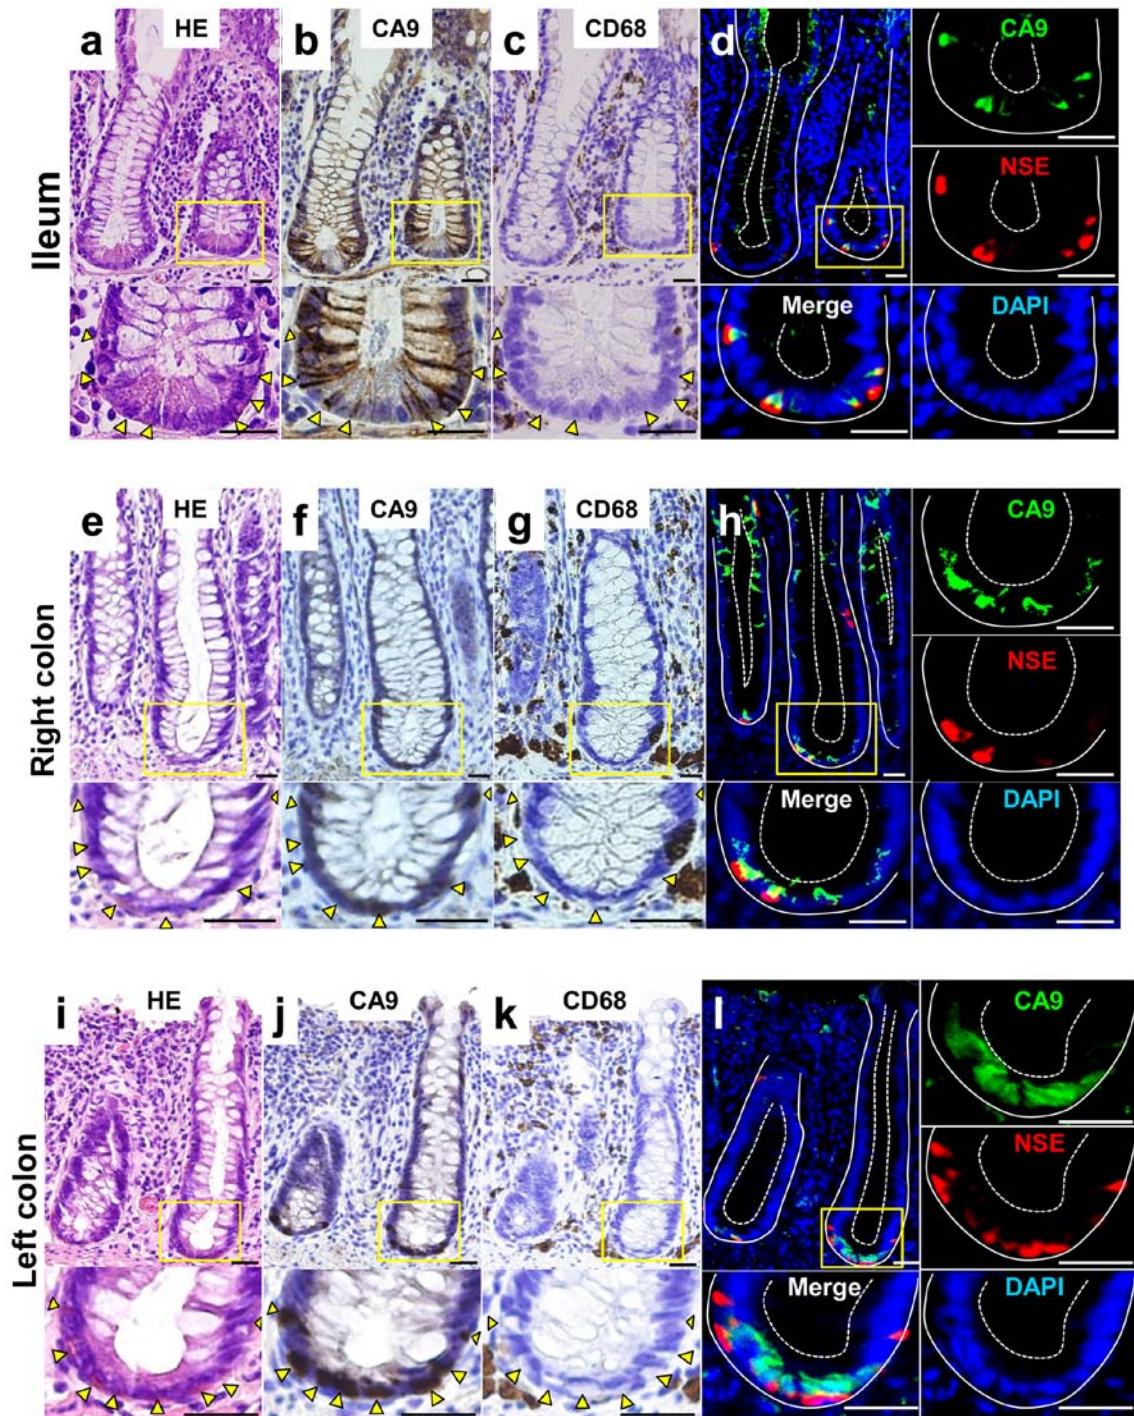 Ileum
a HE
b CA9
c CD68
d CA9
NSE
Merge DAPI
Right colon
e HE
f CA9
g CD68
h CA9
NSE
Merge DAPI
Left colon
i HE
j CA9
k CD68
l CA9
NSE
Merge DAPI